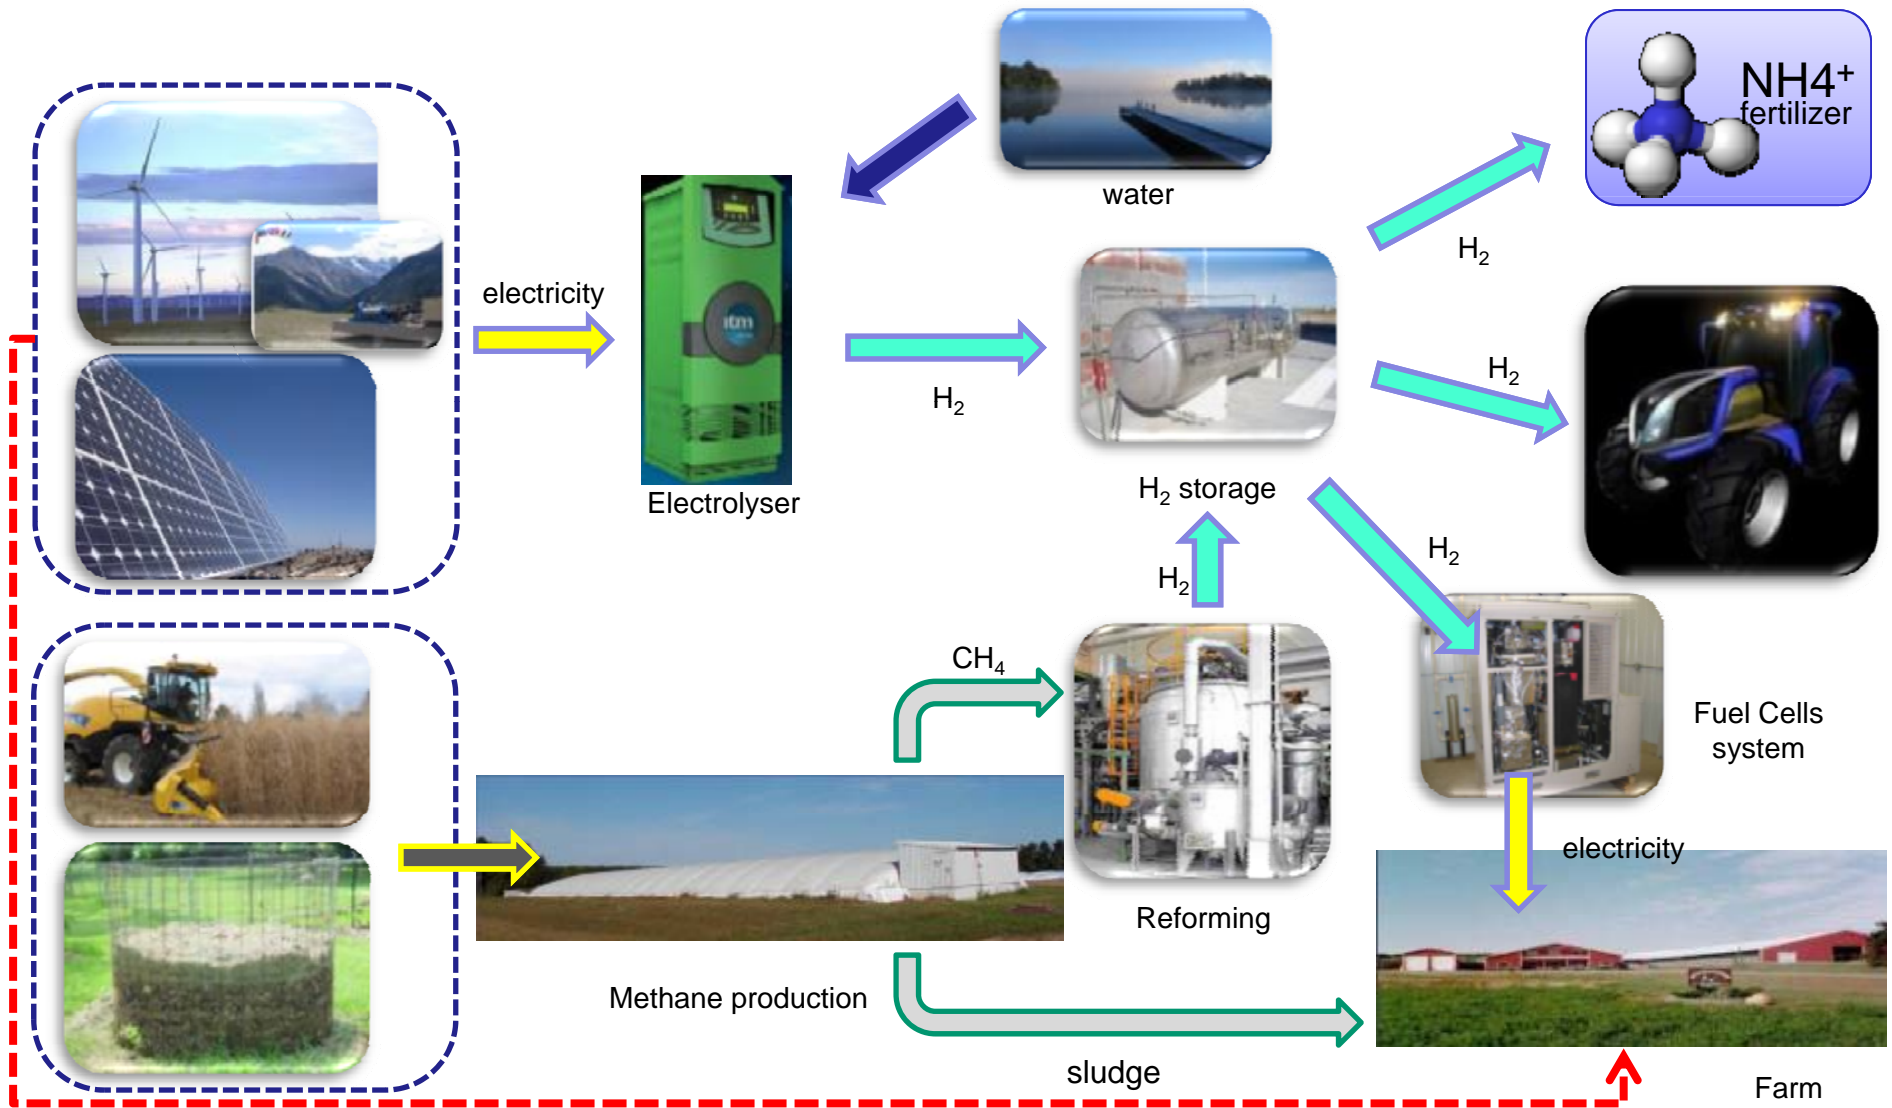 NH4⁺
fertilizer
water
H₂
electricity
itm
H₂
H₂
Electrolyser
H₂ storage
H₂
H₂
CH₄
Fuel Cells
system
electricity
Reforming
Methane production
sludge
Farm